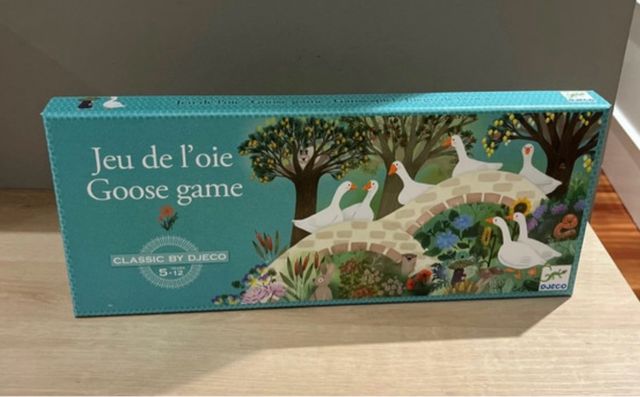 Jeu de l'oie
Goose game
CLASSIC BY DJECO
5-12
DJECO